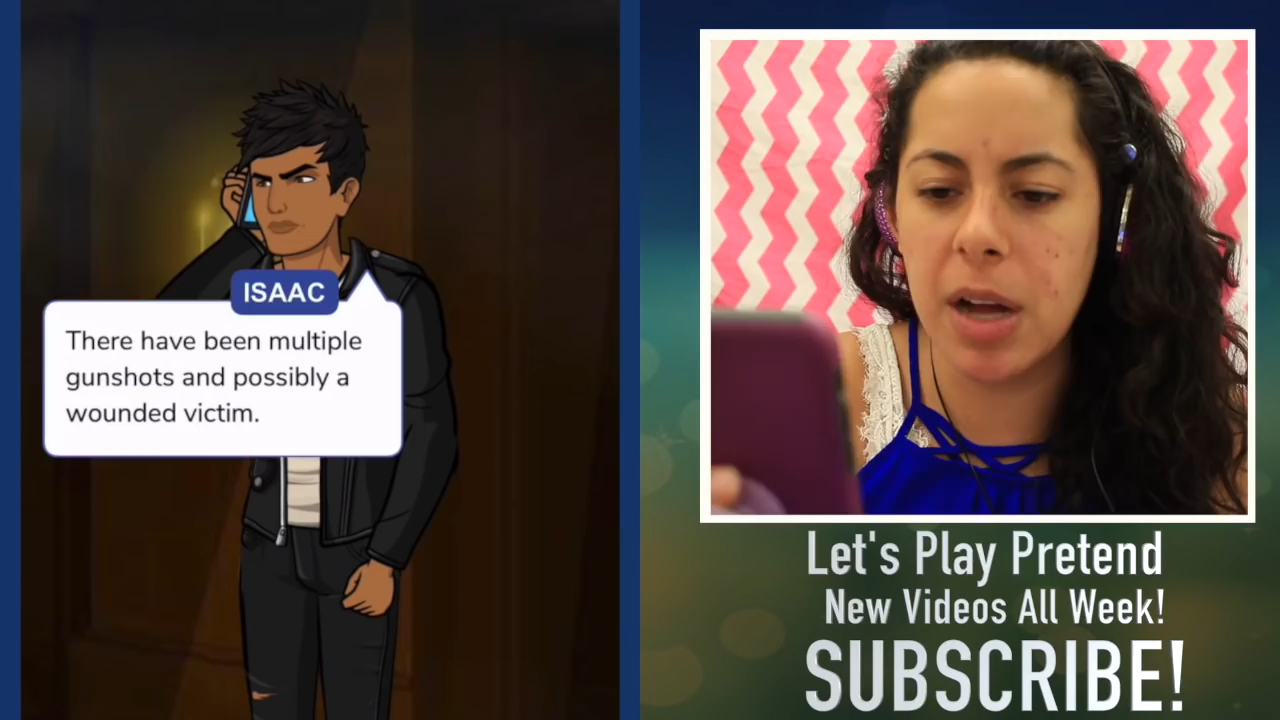 ISAAC
There have been multiple
gunshots and possibly a
wounded victim.
Let's Play Pretend
New Videos All Week!
SUBSCRIBE!